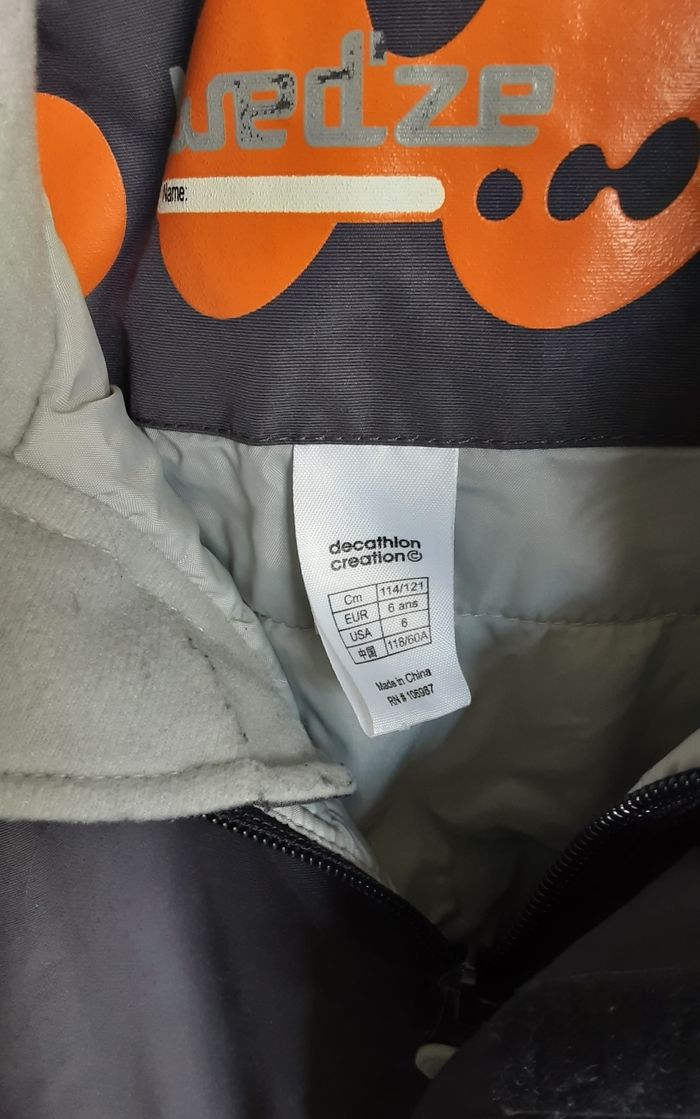 wed'ze
Name:
decathlon
creation©
Cm 114/121
EUR 6 ans
USA 6
中国 118/60A
Made in China
RN # 106987